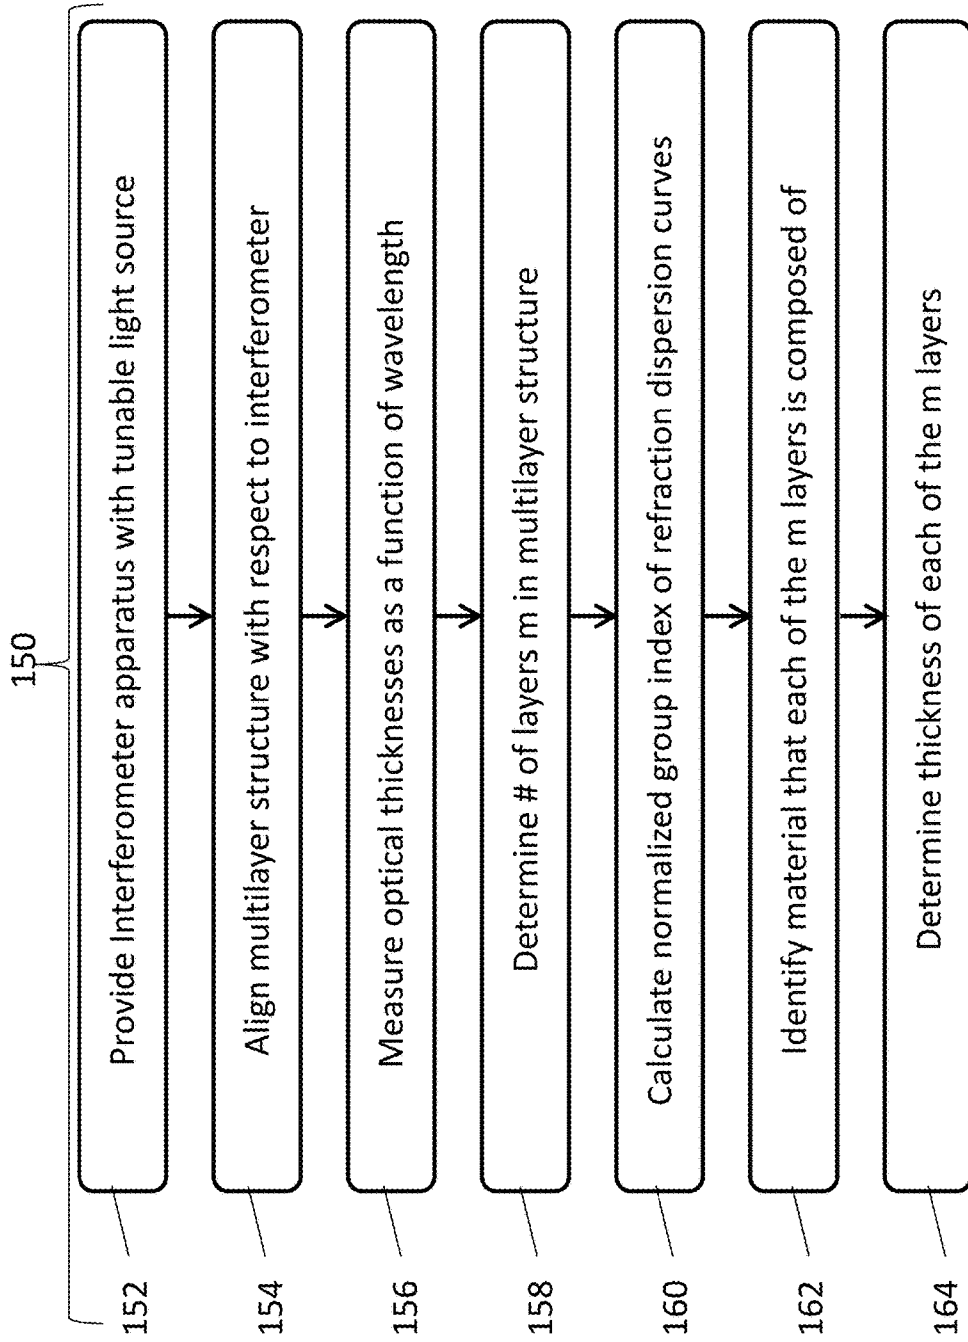 150
152
Provide Interferometer apparatus with tunable light source
154
Align multilayer structure with respect to interferometer
156
Measure optical thicknesses as a function of wavelength
158
Determine # of layers m in multilayer structure
160
Calculate normalized group index of refraction dispersion curves
162
Identify material that each of the m layers is composed of
164
Determine thickness of each of the m layers